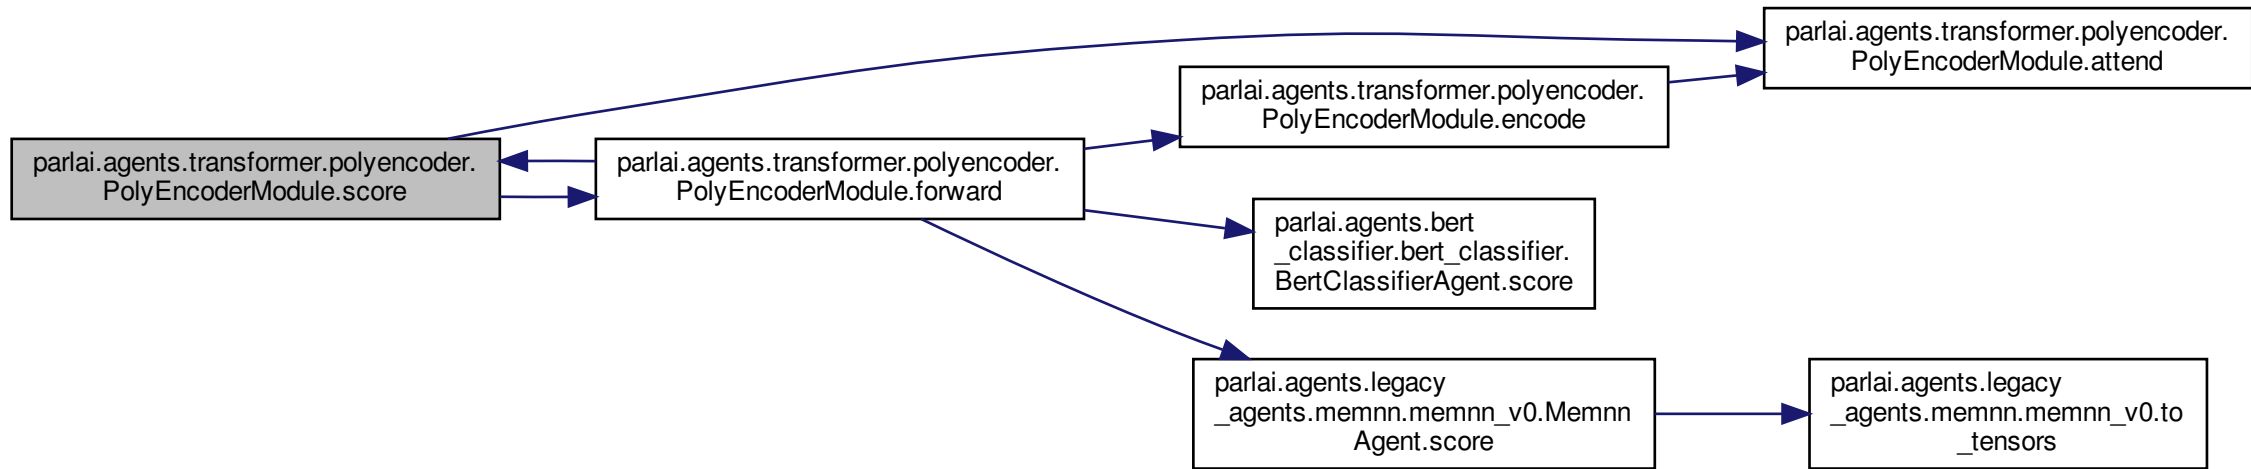 parlai.agents.transformer.polyencoder.
PolyEncoderModule.attend
parlai.agents.transformer.polyencoder.
PolyEncoderModule.encode
parlai.agents.transformer.polyencoder.
PolyEncoderModule.score
parlai.agents.transformer.polyencoder.
PolyEncoderModule.forward
parlai.agents.bert
_classifier.bert_classifier.
BertClassifierAgent.score
parlai.agents.legacy
_agents.memnn.memnn_v0.Memnn
Agent.score
parlai.agents.legacy
_agents.memnn.memnn_v0.to
_tensors